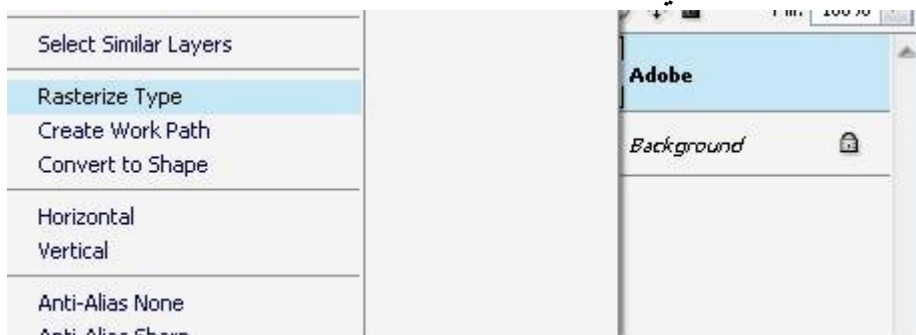 Select Similar Layers
Rasterize Type
Create Work Path
Convert to Shape
Horizontal
Vertical
Anti-Alias None
Adobe
Background